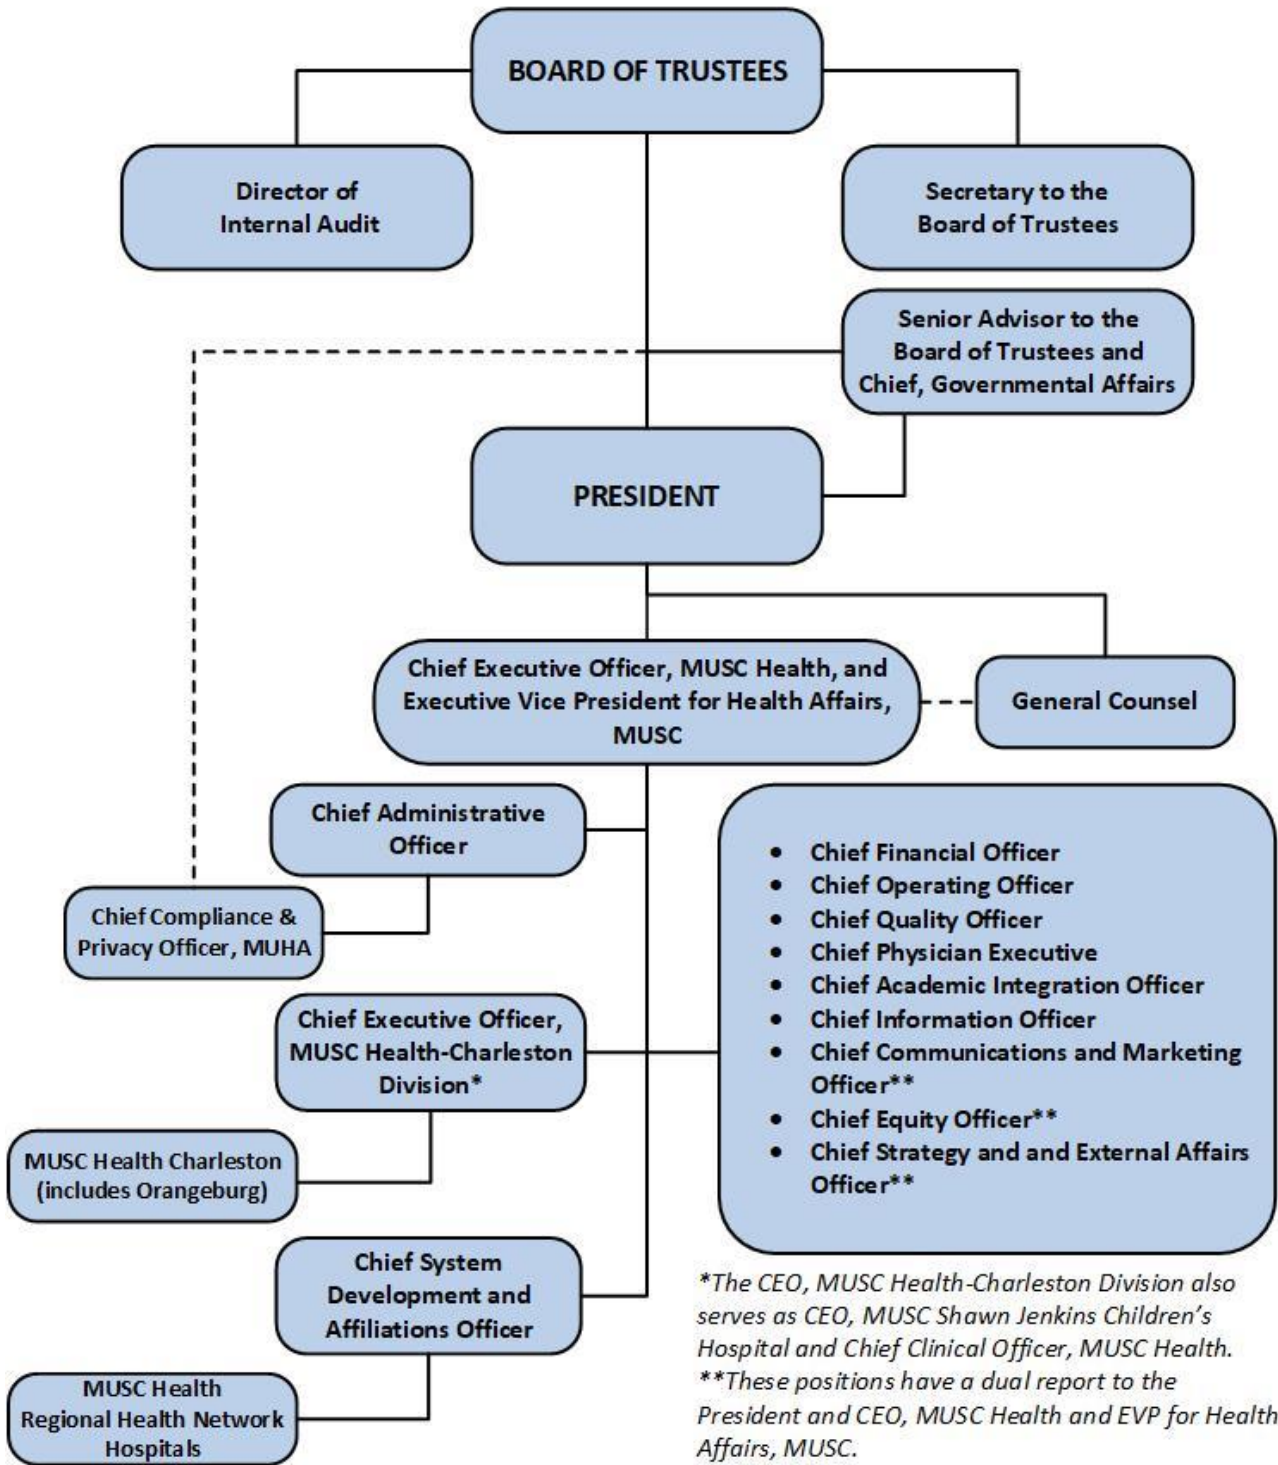 BOARD OF TRUSTEES
Director of
Internal Audit
Secretary to the
Board of Trustees
Senior Advisor to the
Board of Trustees and
Chief, Governmental Affairs
PRESIDENT
Chief Executive Officer, MUSC Health, and
Executive Vice President for Health Affairs,
MUSC
General Counsel
Chief Administrative
Officer
Chief Compliance &
Privacy Officer, MUHA
Chief Executive Officer,
MUSC Health-Charleston
Division*
MUSC Health Charleston
(includes Orangeburg)
Chief System
Development and
Affiliations Officer
MUSC Health
Regional Health Network
Hospitals
• Chief Financial Officer
• Chief Operating Officer
• Chief Quality Officer
• Chief Physician Executive
• Chief Academic Integration Officer
• Chief Information Officer
• Chief Communications and Marketing
Officer**
• Chief Equity Officer**
• Chief Strategy and and External Affairs
Officer**
*The CEO, MUSC Health-Charleston Division also
serves as CEO, MUSC Shawn Jenkins Children's
Hospital and Chief Clinical Officer, MUSC Health.
**These positions have a dual report to the
President and CEO, MUSC Health and EVP for Health
Affairs, MUSC.